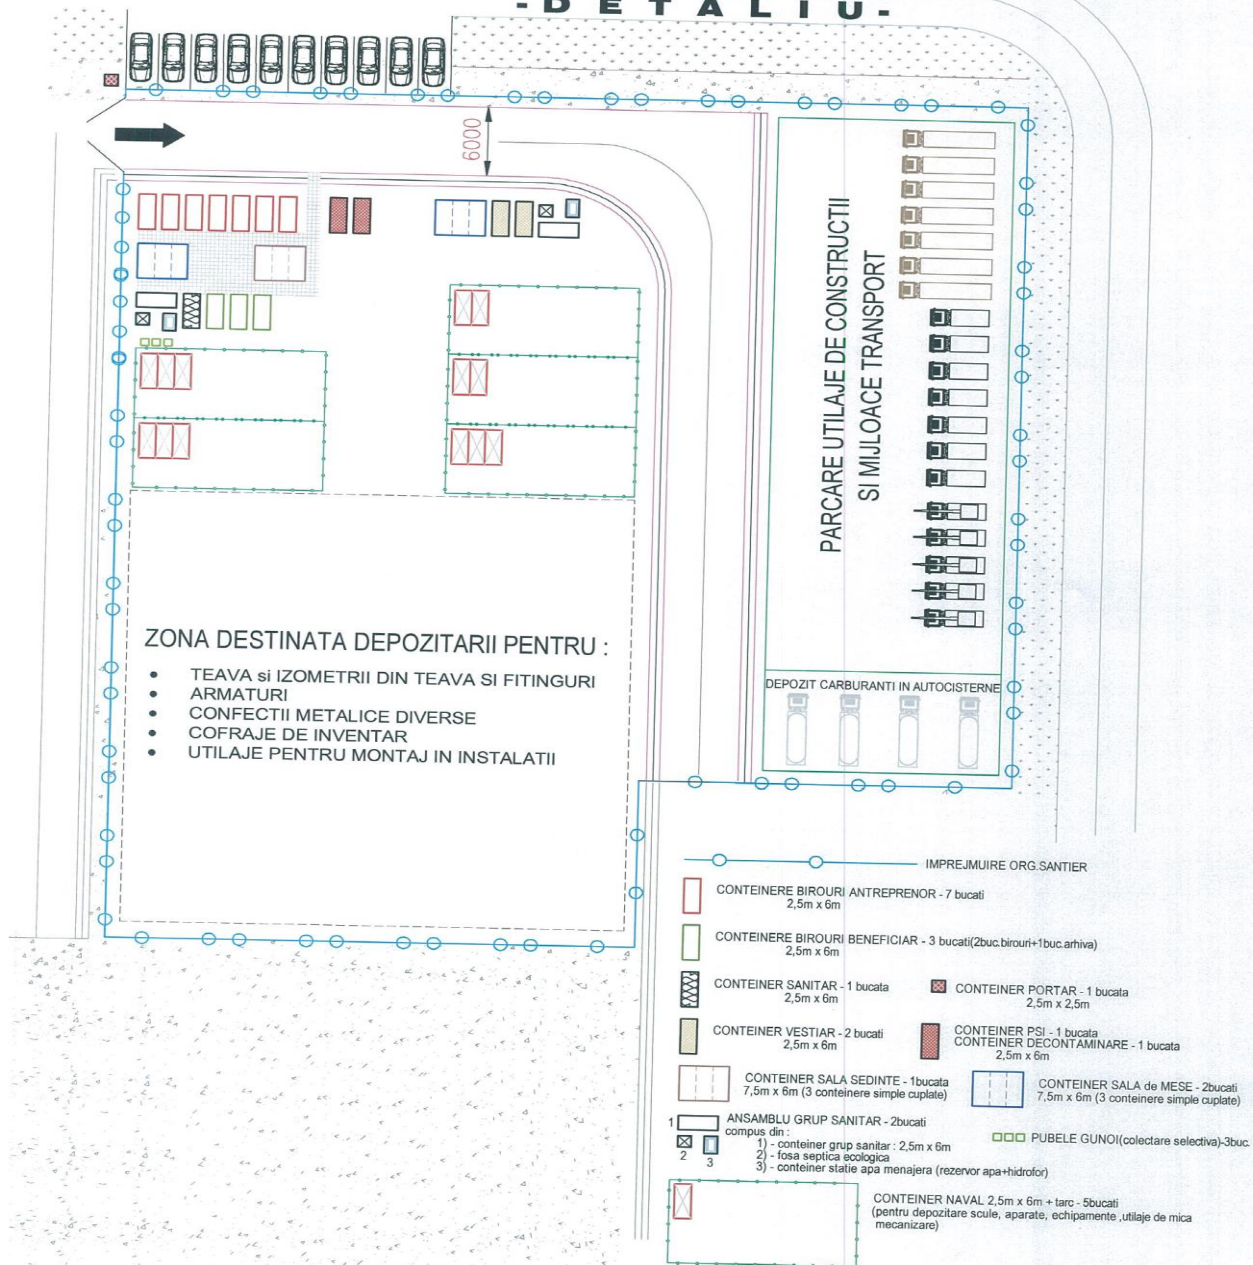 -DETALIU-
6000
PARCARE UTILAJE DE CONSTRUCTII
SI MIJLOACE TRANSPORT
ZONA DESTINATA DEPOZITARII PENTRU :
• TEAVA si IZOMETRII DIN TEAVA SI FITINGURI
• ARMATURI
• CONFECTII METALICE DIVERSE
• COFRAJE DE INVENTAR
• UTILAJE PENTRU MONTAJ IN INSTALATII
DEPOZIT CARBURANTI IN AUTOCISTERNE
IMPREJMUIRE ORG.SANTIER
CONTEINERE BIROURI ANTREPRENOR - 7 bucati
2,5m x 6m
CONTEINERE BIROURI BENEFICIAR - 3 bucati(2buc.birouri+1buc.arhiva)
2,5m x 6m
CONTEINER SANITAR - 1 bucata
2,5m x 6m
CONTEINER PORTAR - 1 bucata
2,5m x 2,5m
CONTEINER VESTIAR - 2 bucati
2,5m x 6m
CONTEINER PSI - 1 bucata
CONTEINER DECONTAMINARE - 1 bucata
2,5m x 6m
CONTEINER SALA SEDINTE - 1bucata
7,5m x 6m (3 containere simple cuplate)
CONTEINER SALA de MESE - 2bucati
7,5m x 6m (3 containere simple cuplate)
1
2
3
ANSAMBLU GRUP SANITAR - 2bucati
compus din :
1) - conteiner grup sanitar : 2,5m x 6m
2) - fosa septica ecologica
3) - conteiner statie apa menajera (rezervor apa+hidrofor)
PUBELE GUNOI(colectare selectiva)-3buc.
CONTEINER NAVAL 2,5m x 6m + tarc - 5bucati
(pentru depozitare scule, aparate, echipamente ,utilaje de mica
mecanizare)